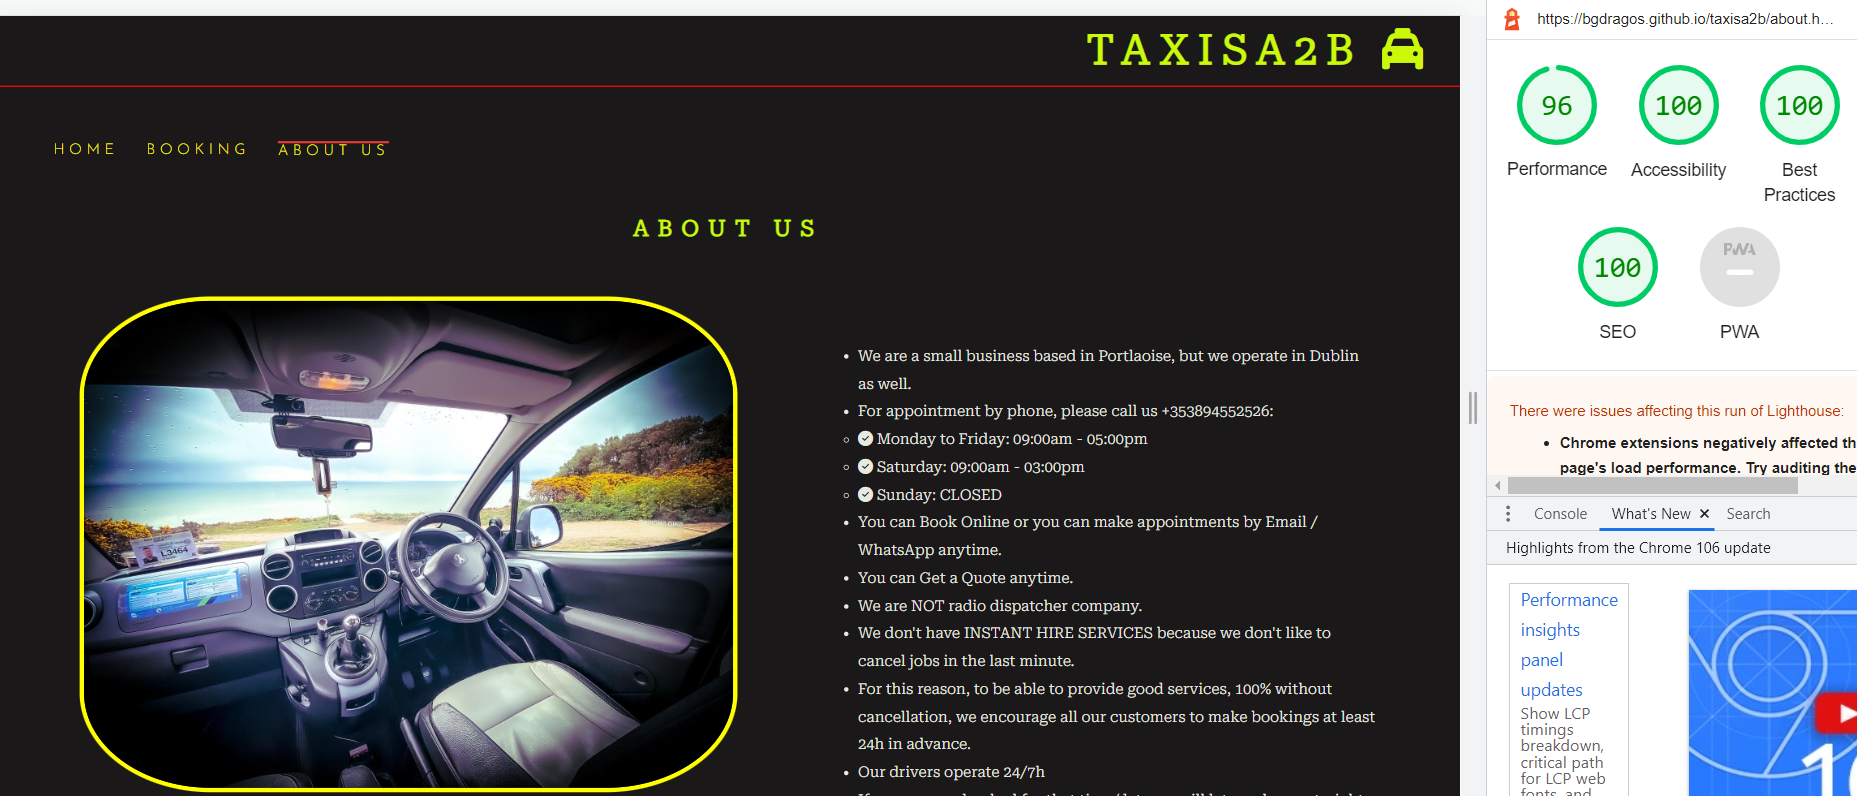 TAXISA2B
HOME BOOKING ABOUT US
ABOUT US
L3464
We are a small business based in Portlaoise, but we operate in Dublin
as well.
For appointment by phone, please call us +353894552526:
Monday to Friday: 09:00am - 05:00pm
Saturday: 09:00am - 03:00pm
Sunday: CLOSED
You can Book Online or you can make appointments by Email /
WhatsApp anytime.
You can Get a Quote anytime.
We are NOT radio dispatcher company.
We don't have INSTANT HIRE SERVICES because we don't like to
cancel jobs in the last minute.
For this reason, to be able to provide good services, 100% without
cancellation, we encourage all our customers to make bookings at least
24h in advance.
Our drivers operate 24/7h
https://bgdragos.github.io/taxisa2b/about.h…
96 100 100
Performance Accessibility Best
Practices
100 PWA
SEO PWA
There were issues affecting this run of Lighthouse:
Chrome extensions negatively affected th
page's load performance. Try auditing the
Console What's New Search
Highlights from the Chrome 106 update
Performance
insights
panel
updates
Show LCP
timings
breakdown,
critical path
for LCP web
fonts, and